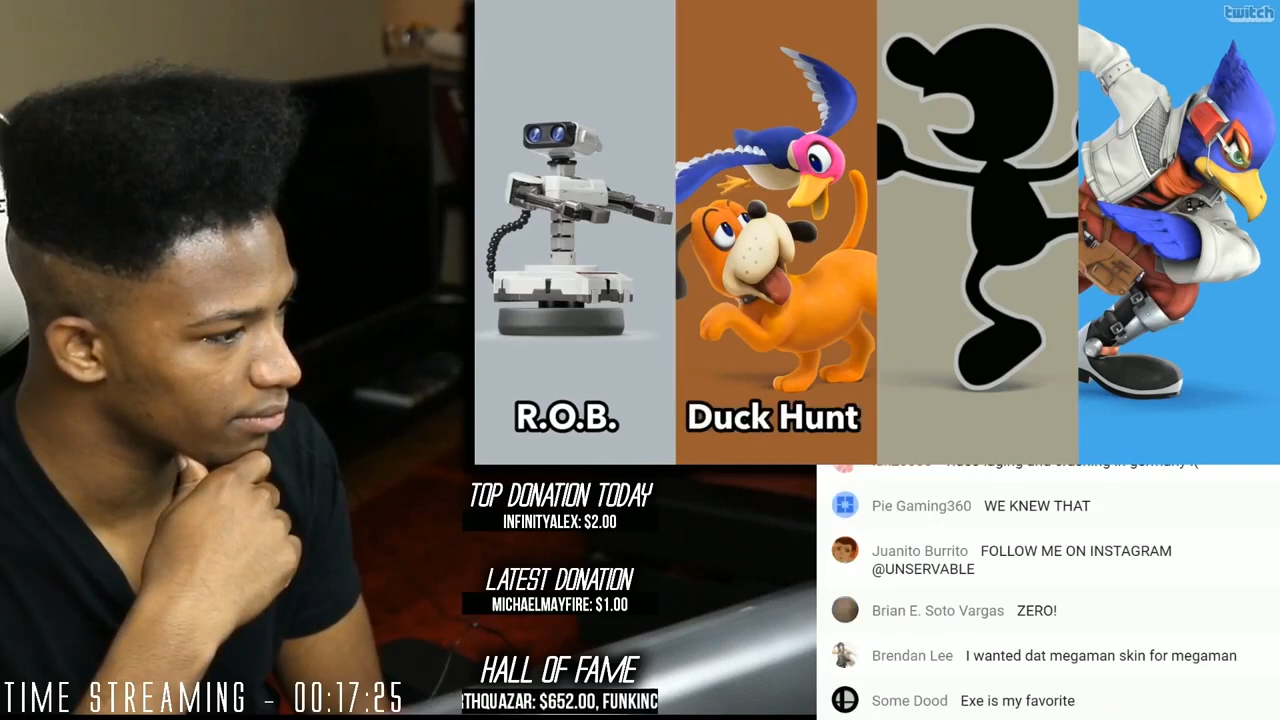 twitch
R.O.B.
Duck Hunt
TOP DONATION TODAY
INFINITYALEX: $2.00
LATEST DONATION
MICHAELMAYFIRE: $1.00
HALL OF FAME
RTHQUAZAR: $652.00, FUNKINC
TIME STREAMING - 00:17:25
Pie Gaming360 WE KNEW THAT
Juanito Burrito FOLLOW ME ON INSTAGRAM
@UNSERVABLE
Brian E. Soto Vargas ZERO!
Brendan Lee I wanted dat megaman skin for megaman
Some Dood Exe is my favorite